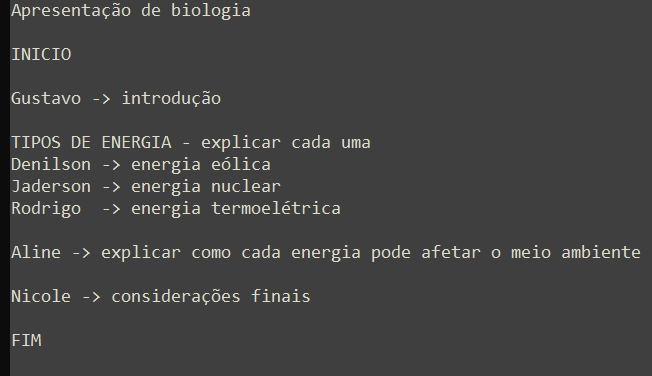 Apresentação de biologia
INICIO
Gustavo -> introdução
TIPOS DE ENERGIA - explicar cada uma
Denilson -> energia eólica
Jaderson -> energia nuclear
Rodrigo  -> energia termoelétrica
Aline -> explicar como cada energia pode afetar o meio ambiente
Nicole -> considerações finais
FIM